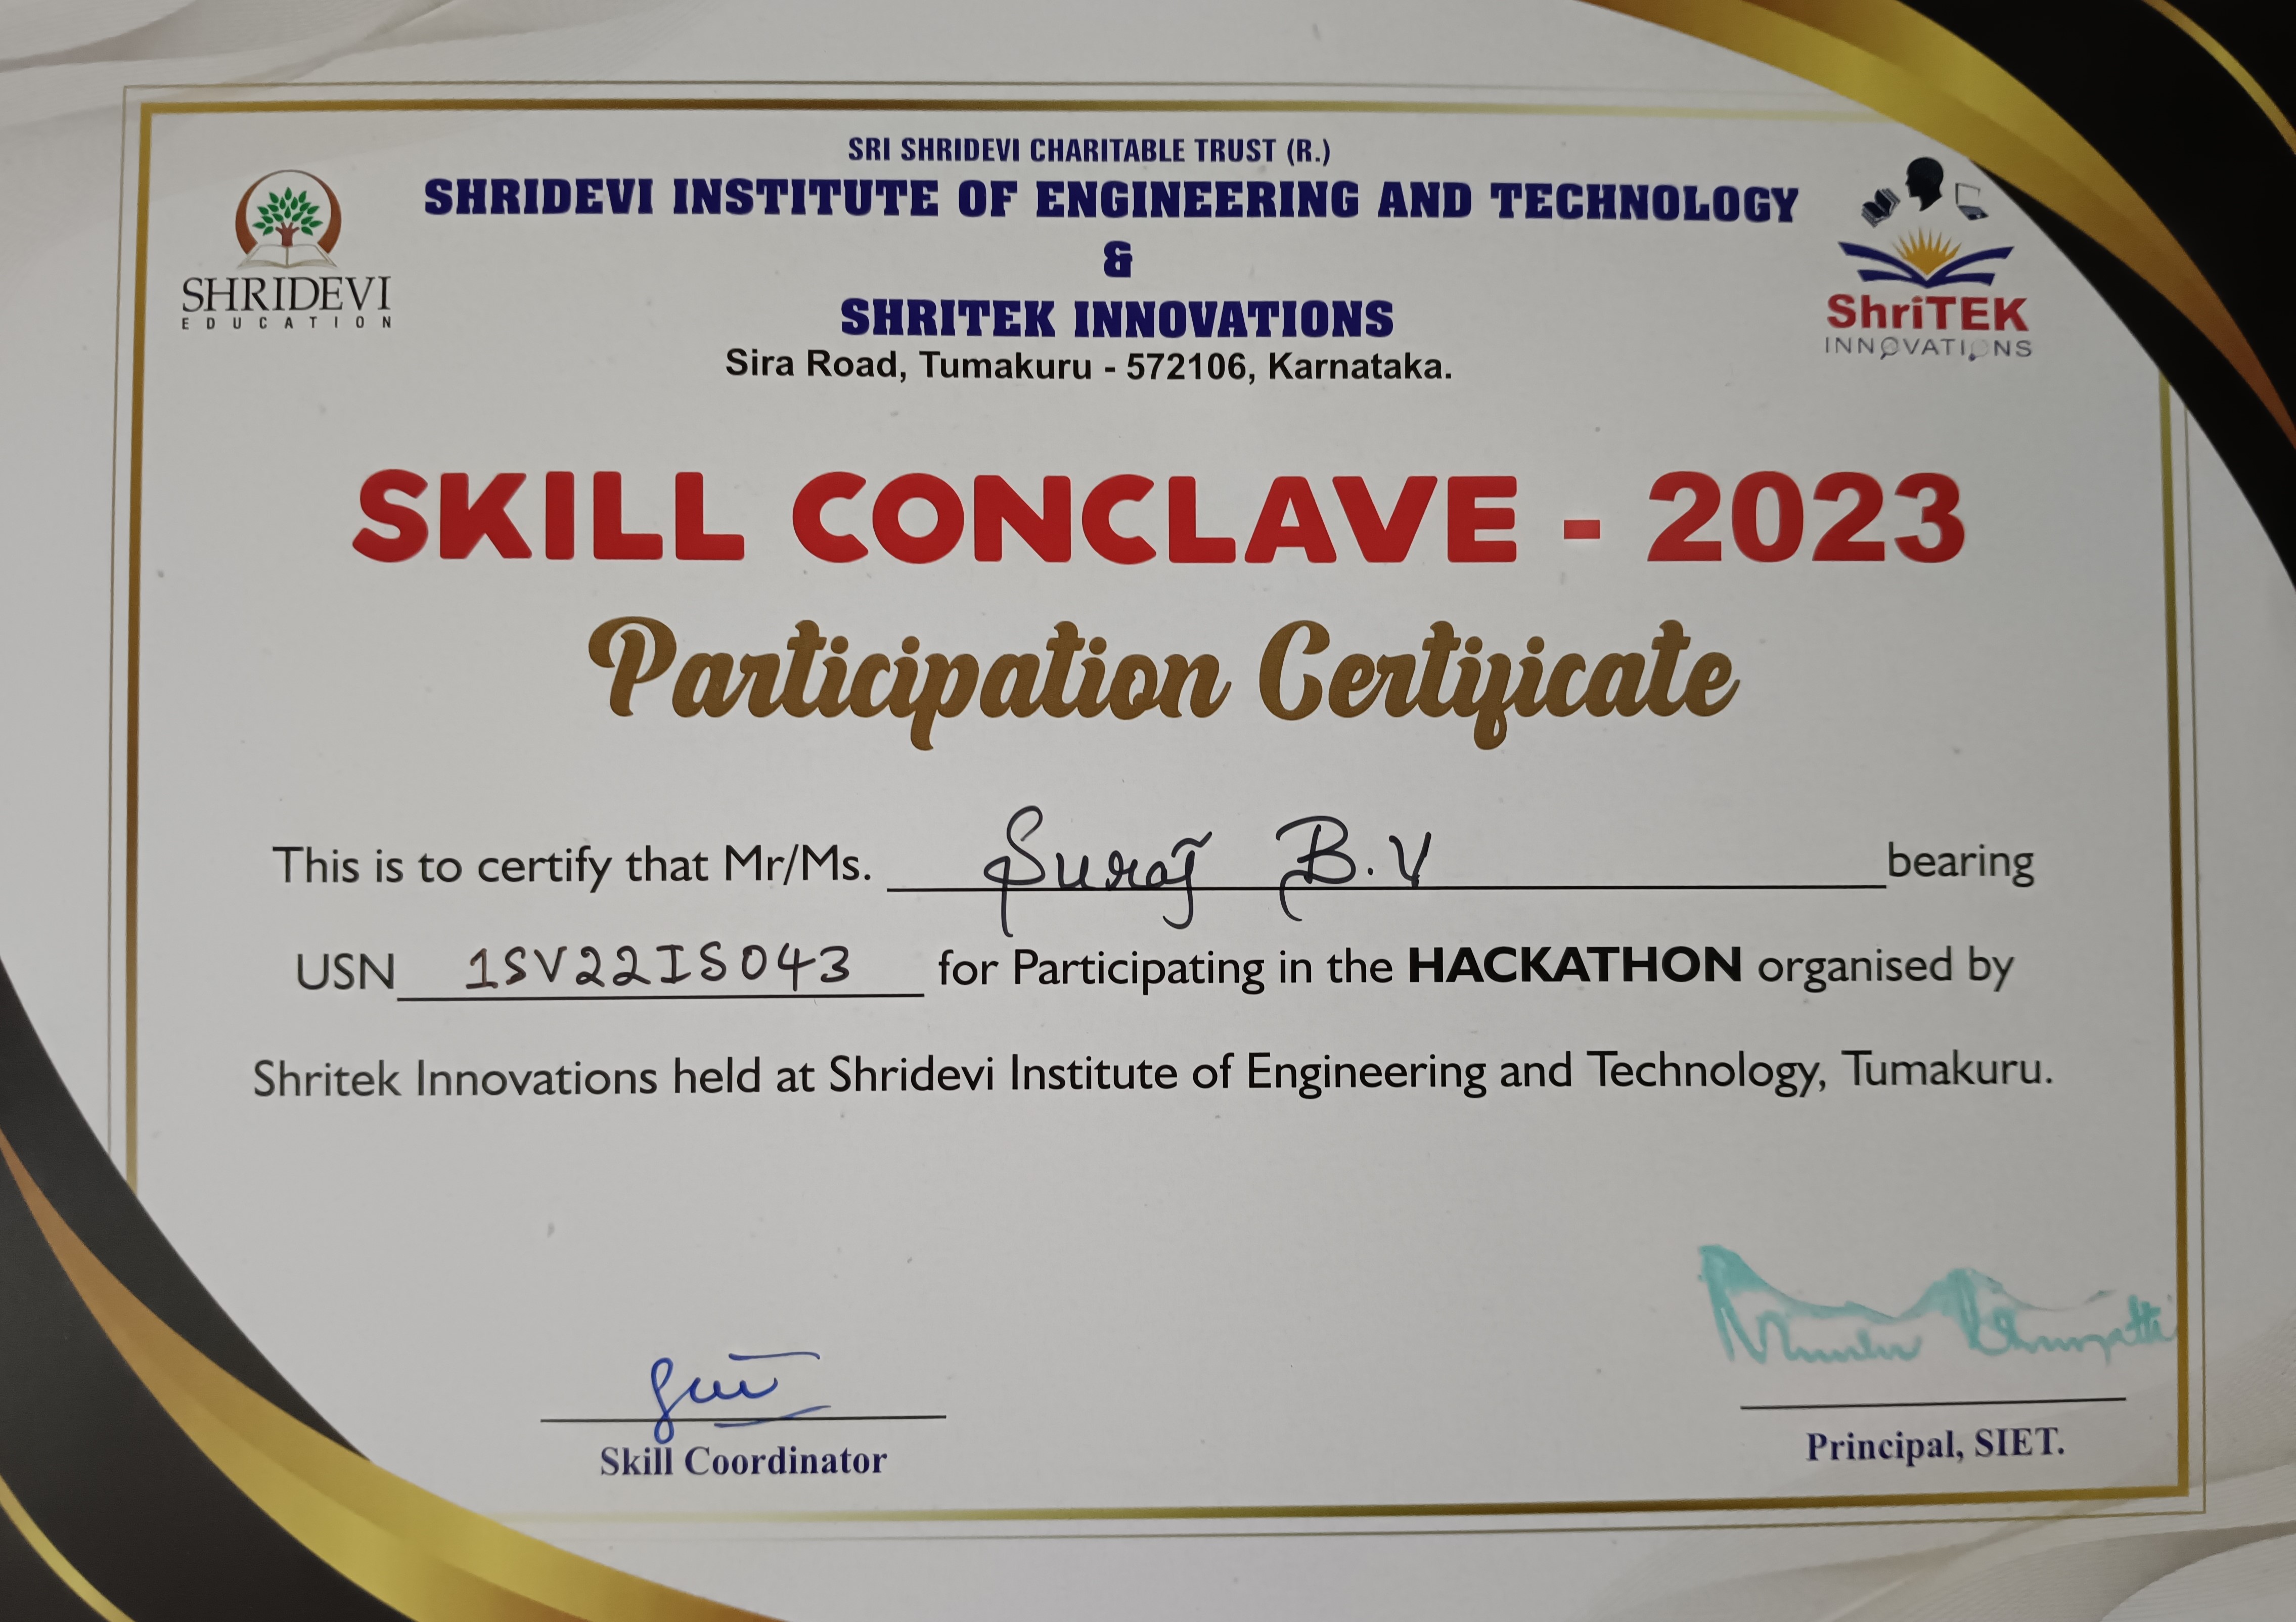 SRI SHRIDEVI CHARITABLE TRUST (R.)
SHRIDEVI INSTITUTE OF ENGINEERING AND TECHNOLOGY
&
SHRITEK INNOVATIONS
Sira Road, Tumakuru - 572106, Karnataka.
SHRIDEVI
EDUCATION
ShriTEK
INNOVATIONS
SKILL CONCLAVE - 2023
Participation Certificate
This is to certify that Mr/Ms. Suraj B.V bearing
USN 1SV22IS043 for Participating in the HACKATHON organised by
Shritek Innovations held at Shridevi Institute of Engineering and Technology, Tumakuru.
Skill Coordinator
Principal, SIET.